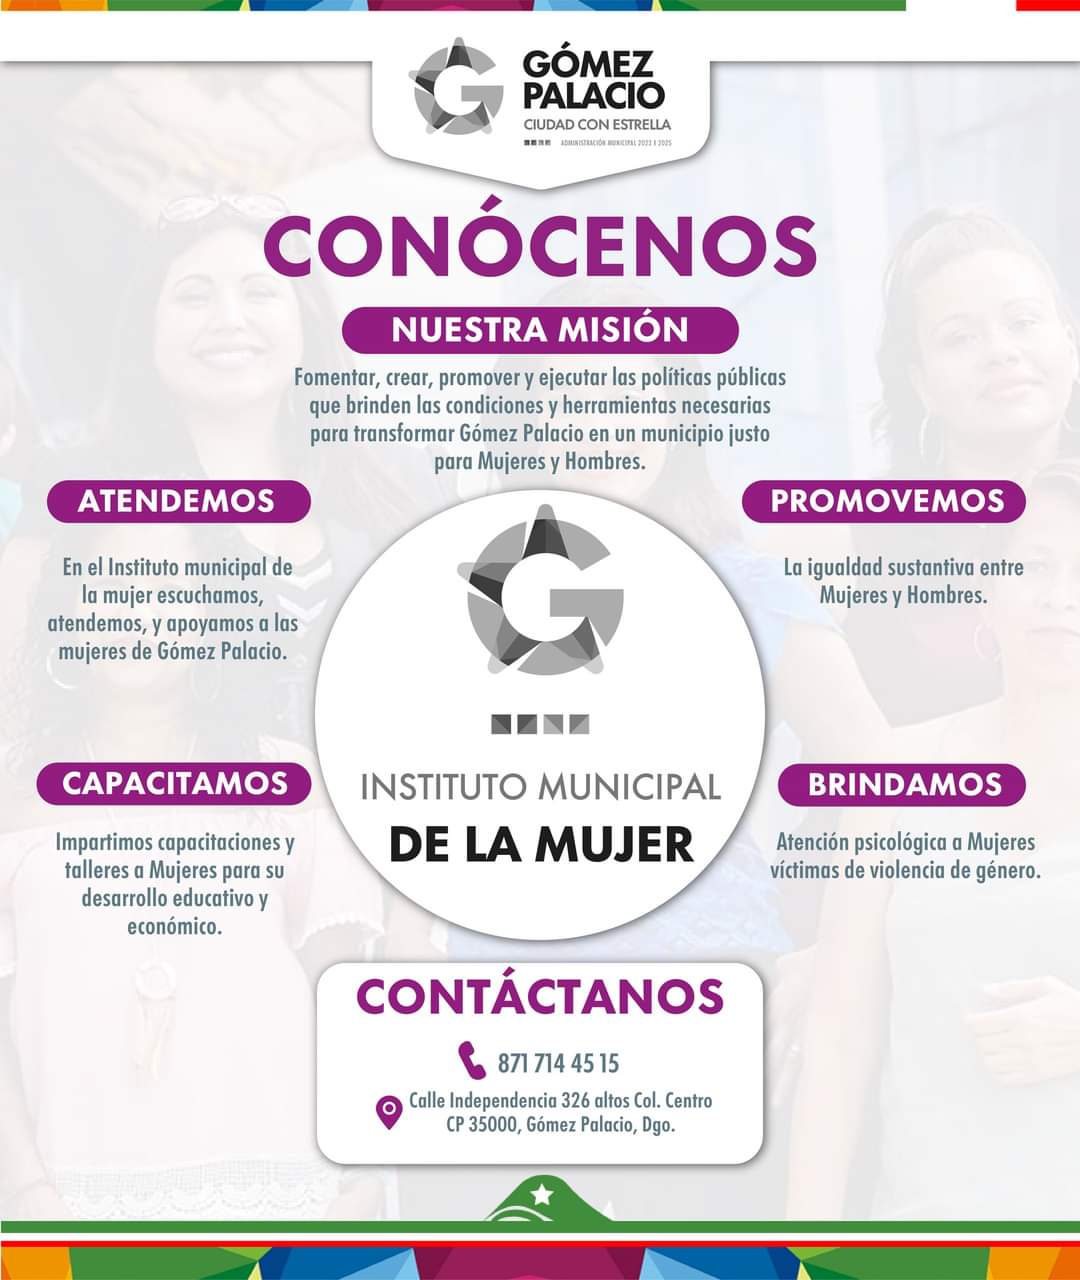 GÓMEZ
PALACIO
CIUDAD CON ESTRELLA
ADMINISTRACIÓN MUNICIPAL 2022 | 2025
CONÓCENOS
NUESTRA MISIÓN
Fomentar, crear, promover y ejecutar las políticas públicas
que brinden las condiciones y herramientas necesarias
para transformar Gómez Palacio en un municipio justo
para Mujeres y Hombres.
ATENDEMOS
En el Instituto municipal de
la mujer escuchamos,
atendemos, y apoyamos a las
mujeres de Gómez Palacio.
PROMOVEMOS
La igualdad sustantiva entre
Mujeres y Hombres.
CAPACITAMOS
Impartimos capacitaciones y
talleres a Mujeres para su
desarrollo educativo y
económico.
INSTITUTO MUNICIPAL
DE LA MUJER
BRINDAMOS
Atención psicológica a Mujeres
víctimas de violencia de género.
CONTÁCTANOS
871 714 45 15
Calle Independencia 326 altos Col. Centro
CP 35000, Gómez Palacio, Dgo.